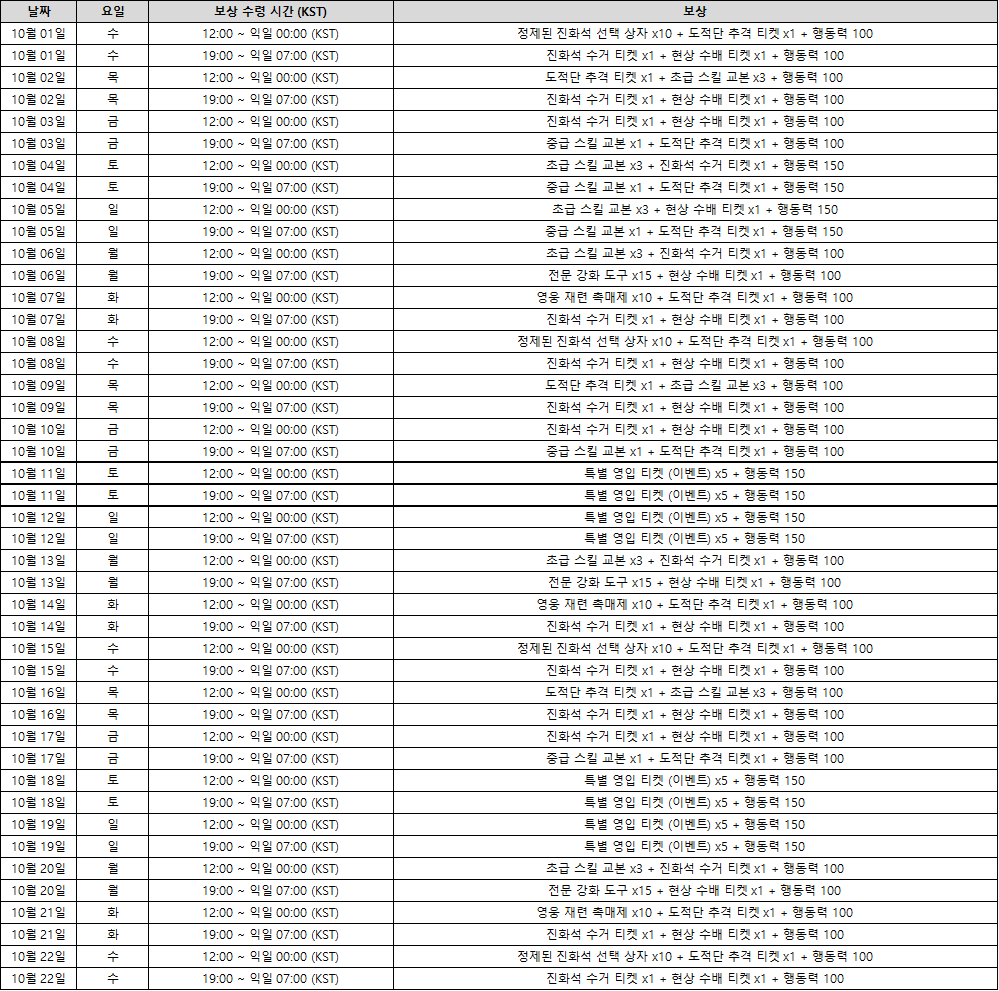 날짜 요일 보상 수령 시간 (KST) 보상
10월 01일 수 12:00 ~ 익일 00:00 (KST) 정제된 진화석 선택 상자 x10 + 도적단 추격 티켓 x1 + 행동력 100
10월 01일 수 19:00 ~ 익일 07:00 (KST) 진화석 수거 티켓 x1 + 현상 수배 티켓 x1 + 행동력 100
10월 02일 목 12:00 ~ 익일 00:00 (KST) 도적단 추격 티켓 x1 + 초급 스킬 교본 x3 + 행동력 100
10월 02일 목 19:00 ~ 익일 07:00 (KST) 진화석 수거 티켓 x1 + 현상 수배 티켓 x1 + 행동력 100
10월 03일 금 12:00 ~ 익일 00:00 (KST) 진화석 수거 티켓 x1 + 현상 수배 티켓 x1 + 행동력 100
10월 03일 금 19:00 ~ 익일 07:00 (KST) 중급 스킬 교본 x1 + 도적단 추격 티켓 x1 + 행동력 100
10월 04일 토 12:00 ~ 익일 00:00 (KST) 초급 스킬 교본 x3 + 진화석 수거 티켓 x1 + 행동력 150
10월 04일 토 19:00 ~ 익일 07:00 (KST) 중급 스킬 교본 x1 + 도적단 추격 티켓 x1 + 행동력 150
10월 05일 일 12:00 ~ 익일 00:00 (KST) 초급 스킬 교본 x3 + 현상 수배 티켓 x1 + 행동력 150
10월 05일 일 19:00 ~ 익일 07:00 (KST) 중급 스킬 교본 x1 + 도적단 추격 티켓 x1 + 행동력 150
10월 06일 월 12:00 ~ 익일 00:00 (KST) 초급 스킬 교본 x3 + 진화석 수거 티켓 x1 + 행동력 100
10월 06일 월 19:00 ~ 익일 07:00 (KST) 전문 강화 도구 x15 + 현상 수배 티켓 x1 + 행동력 100
10월 07일 화 12:00 ~ 익일 00:00 (KST) 영웅 재련 촉매제 x10 + 도적단 추격 티켓 x1 + 행동력 100
10월 07일 화 19:00 ~ 익일 07:00 (KST) 진화석 수거 티켓 x1 + 현상 수배 티켓 x1 + 행동력 100
10월 08일 수 12:00 ~ 익일 00:00 (KST) 정제된 진화석 선택 상자 x10 + 도적단 추격 티켓 x1 + 행동력 100
10월 08일 수 19:00 ~ 익일 07:00 (KST) 진화석 수거 티켓 x1 + 현상 수배 티켓 x1 + 행동력 100
10월 09일 목 12:00 ~ 익일 00:00 (KST) 도적단 추격 티켓 x1 + 초급 스킬 교본 x3 + 행동력 100
10월 09일 목 19:00 ~ 익일 07:00 (KST) 진화석 수거 티켓 x1 + 현상 수배 티켓 x1 + 행동력 100
10월 10일 금 12:00 ~ 익일 00:00 (KST) 진화석 수거 티켓 x1 + 현상 수배 티켓 x1 + 행동력 100
10월 10일 금 19:00 ~ 익일 07:00 (KST) 중급 스킬 교본 x1 + 도적단 추격 티켓 x1 + 행동력 100
10월 11일 토 12:00 ~ 익일 00:00 (KST) 특별 영입 티켓 (이벤트) x5 + 행동력 150
10월 11일 토 19:00 ~ 익일 07:00 (KST) 특별 영입 티켓 (이벤트) x5 + 행동력 150
10월 12일 일 12:00 ~ 익일 00:00 (KST) 특별 영입 티켓 (이벤트) x5 + 행동력 150
10월 12일 일 19:00 ~ 익일 07:00 (KST) 특별 영입 티켓 (이벤트) x5 + 행동력 150
10월 13일 월 12:00 ~ 익일 00:00 (KST) 초급 스킬 교본 x3 + 진화석 수거 티켓 x1 + 행동력 100
10월 13일 월 19:00 ~ 익일 07:00 (KST) 전문 강화 도구 x15 + 현상 수배 티켓 x1 + 행동력 100
10월 14일 화 12:00 ~ 익일 00:00 (KST) 영웅 재련 촉매제 x10 + 도적단 추격 티켓 x1 + 행동력 100
10월 14일 화 19:00 ~ 익일 07:00 (KST) 진화석 수거 티켓 x1 + 현상 수배 티켓 x1 + 행동력 100
10월 15일 수 12:00 ~ 익일 00:00 (KST) 정제된 진화석 선택 상자 x10 + 도적단 추격 티켓 x1 + 행동력 100
10월 15일 수 19:00 ~ 익일 07:00 (KST) 진화석 수거 티켓 x1 + 현상 수배 티켓 x1 + 행동력 100
10월 16일 목 12:00 ~ 익일 00:00 (KST) 도적단 추격 티켓 x1 + 초급 스킬 교본 x3 + 행동력 100
10월 16일 목 19:00 ~ 익일 07:00 (KST) 진화석 수거 티켓 x1 + 현상 수배 티켓 x1 + 행동력 100
10월 17일 금 12:00 ~ 익일 00:00 (KST) 진화석 수거 티켓 x1 + 현상 수배 티켓 x1 + 행동력 100
10월 17일 금 19:00 ~ 익일 07:00 (KST) 중급 스킬 교본 x1 + 도적단 추격 티켓 x1 + 행동력 100
10월 18일 토 12:00 ~ 익일 00:00 (KST) 특별 영입 티켓 (이벤트) x5 + 행동력 150
10월 18일 토 19:00 ~ 익일 07:00 (KST) 특별 영입 티켓 (이벤트) x5 + 행동력 150
10월 19일 일 12:00 ~ 익일 00:00 (KST) 특별 영입 티켓 (이벤트) x5 + 행동력 150
10월 19일 일 19:00 ~ 익일 07:00 (KST) 특별 영입 티켓 (이벤트) x5 + 행동력 150
10월 20일 월 12:00 ~ 익일 00:00 (KST) 초급 스킬 교본 x3 + 진화석 수거 티켓 x1 + 행동력 100
10월 20일 월 19:00 ~ 익일 07:00 (KST) 전문 강화 도구 x15 + 현상 수배 티켓 x1 + 행동력 100
10월 21일 화 12:00 ~ 익일 00:00 (KST) 영웅 재련 촉매제 x10 + 도적단 추격 티켓 x1 + 행동력 100
10월 21일 화 19:00 ~ 익일 07:00 (KST) 진화석 수거 티켓 x1 + 현상 수배 티켓 x1 + 행동력 100
10월 22일 수 12:00 ~ 익일 00:00 (KST) 정제된 진화석 선택 상자 x10 + 도적단 추격 티켓 x1 + 행동력 100
10월 22일 수 19:00 ~ 익일 07:00 (KST) 진화석 수거 티켓 x1 + 현상 수배 티켓 x1 + 행동력 100